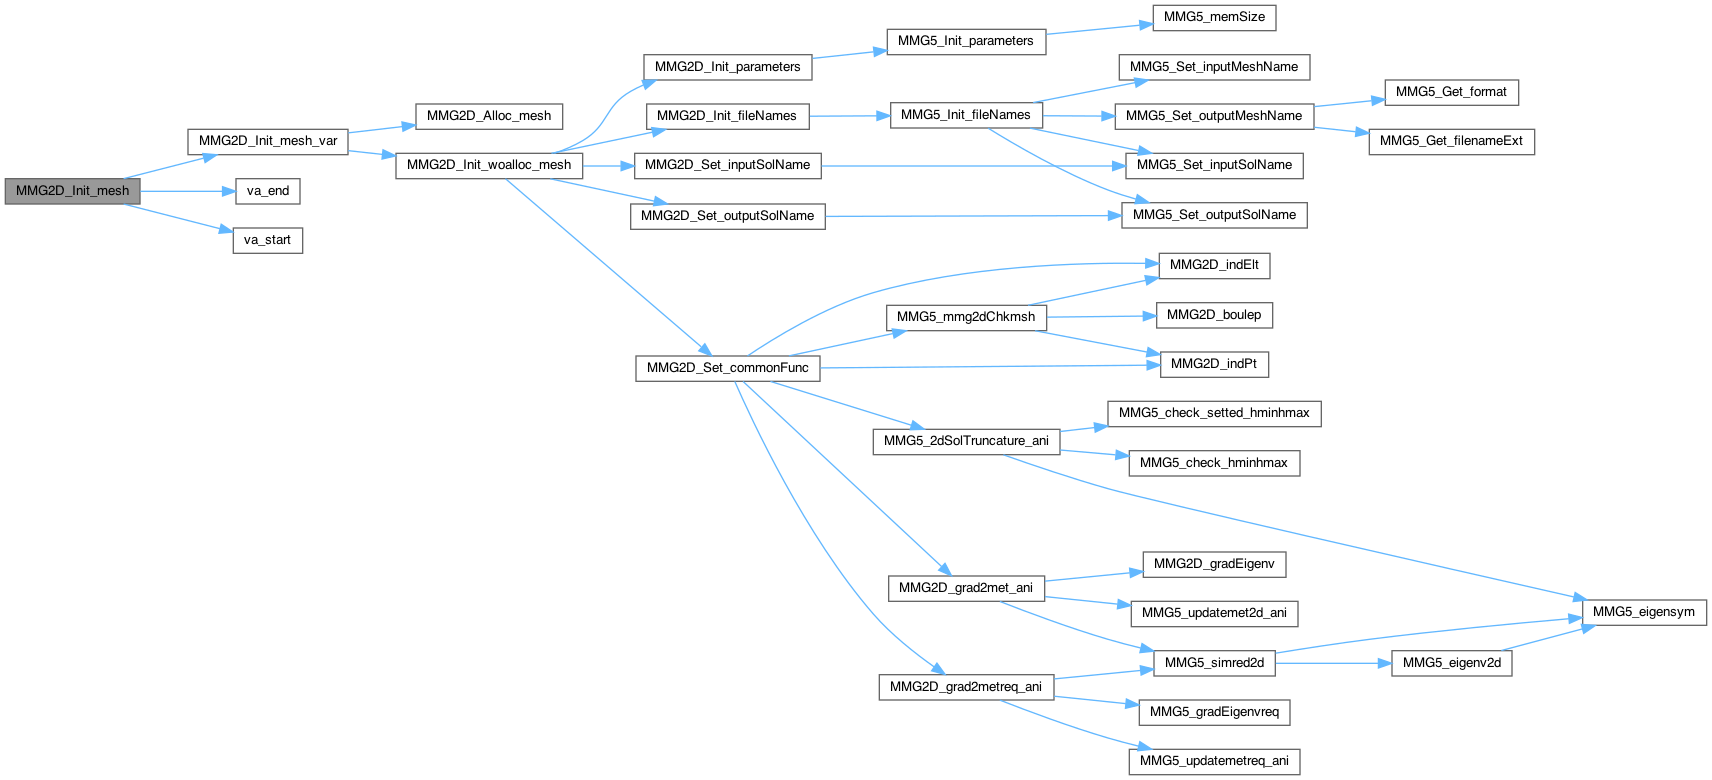 MMG5_memSize
MMG5_Init_parameters
MMG2D_Init_parameters
MMG5_Set_inputMeshName
MMG5_Get_format
MMG2D_Alloc_mesh
MMG2D_Init_fileNames
MMG5_Init_fileNames
MMG5_Set_outputMeshName
MMG2D_Init_mesh_var
MMG5_Get_filenameExt
MMG2D_Init_woalloc_mesh
MMG2D_Set_inputSolName
MMG5_Set_inputSolName
MMG2D_Init_mesh
va_end
MMG2D_Set_outputSolName
MMG5_Set_outputSolName
va_start
MMG2D_indElt
MMG5_mmg2dChkmsh
MMG2D_boulep
MMG2D_Set_commonFunc
MMG2D_indPt
MMG5_check_setted_hminhmax
MMG5_2dSolTruncature_ani
MMG5_check_hminhmax
MMG2D_gradEigenv
MMG2D_grad2met_ani
MMG5_updatemet2d_ani
MMG5_eigensym
MMG5_simred2d
MMG5_eigenv2d
MMG2D_grad2metreq_ani
MMG5_gradEigenvreq
MMG5_updatemetreq_ani